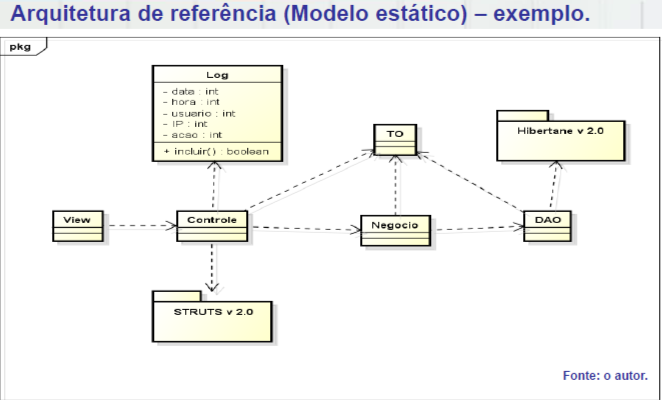 Arquitetura de referência (Modelo estático) – exemplo.
pkg
Log
- data : int
- hora : int
- usuario : int
- IP : int
- acao : int
+ incluir() : boolean
TO
Hibertane v 2.0
View
Controle
Negocio
DAO
STRUTS v 2.0
Fonte: o autor.